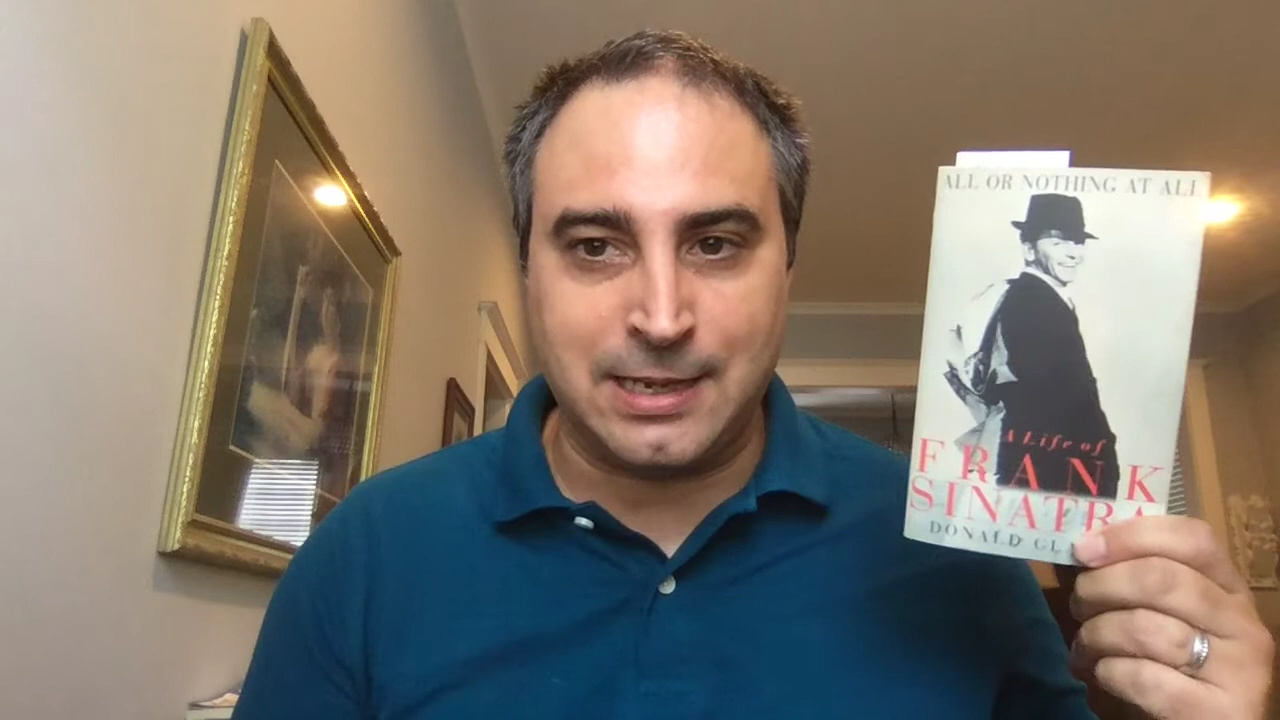 ALL OR NOTHING AT ALL
A Life of
FRANK
SINATRA
DONALD